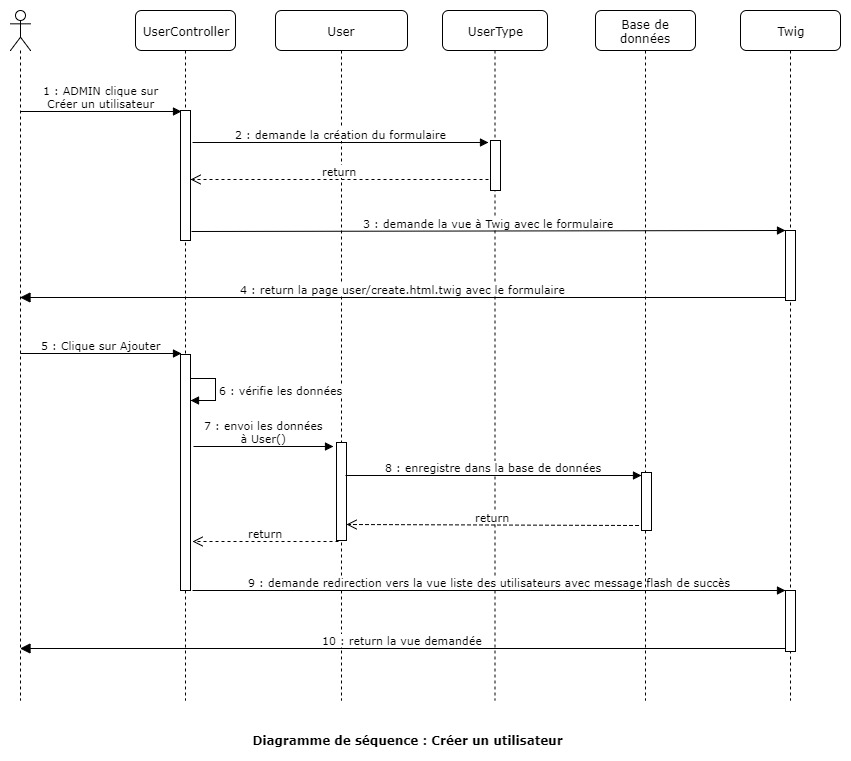 UserController
User
UserType
Base de
données
Twig
1 : ADMIN clique sur
Créer un utilisateur
2 : demande la création du formulaire
return
3 : demande la vue à Twig avec le formulaire
4 : return la page user/create.html.twig avec le formulaire
5 : Clique sur Ajouter
6 : vérifie les données
7 : envoi les données
à User()
8 : enregistre dans la base de données
return
return
9 : demande redirection vers la vue liste des utilisateurs avec message flash de succès
10 : return la vue demandée
Diagramme de séquence : Créer un utilisateur